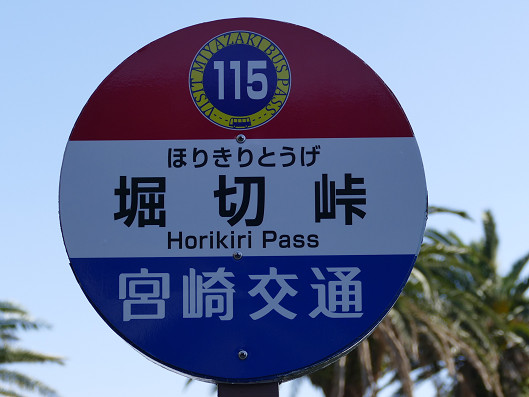 VISIT MIYAZAKI BUS PASS
115
ほりきりとうげ
堀切峠
Horikiri Pass
宮崎交通